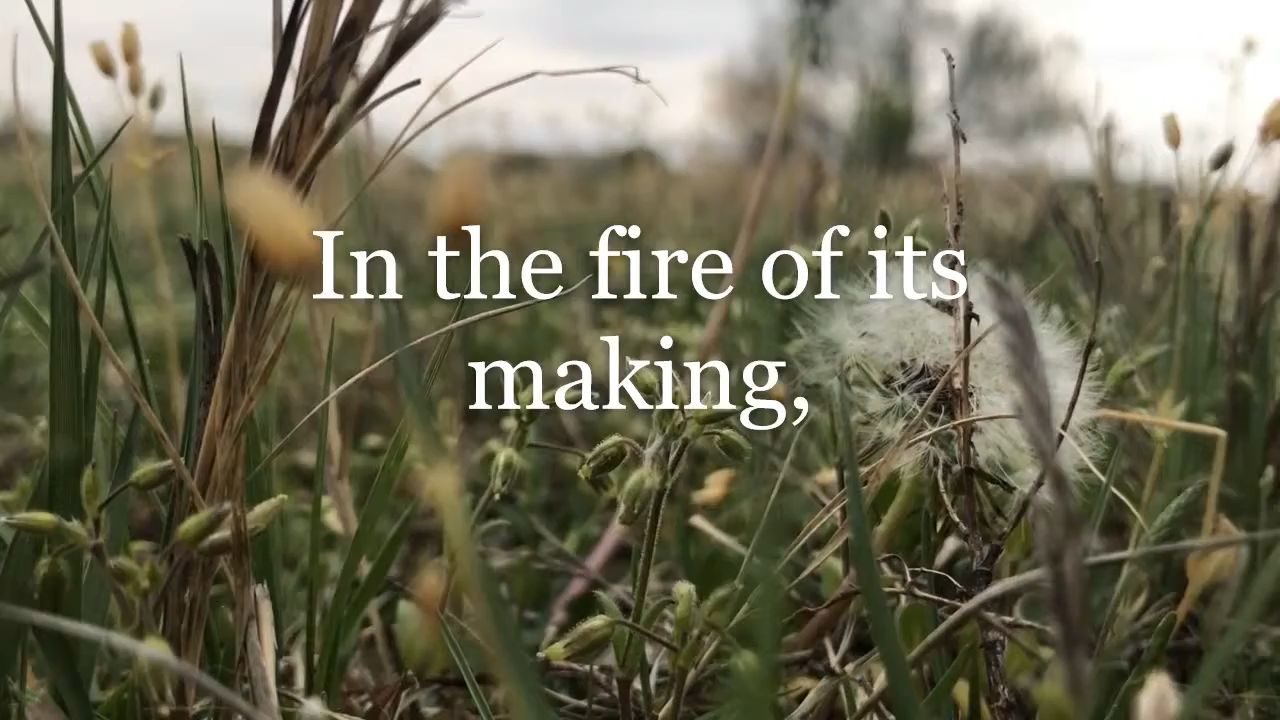 In the fire of its
making,